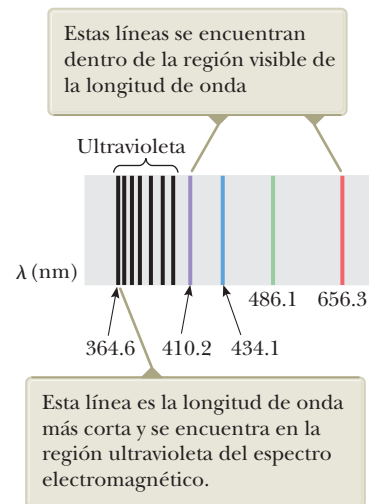 Estas líneas se encuentran
dentro de la región visible de
la longitud de onda
Ultravioleta
λ (nm)
486.1 656.3
364.6 410.2 434.1
Esta línea es la longitud de onda
más corta y se encuentra en la
región ultravioleta del espectro
electromagnético.